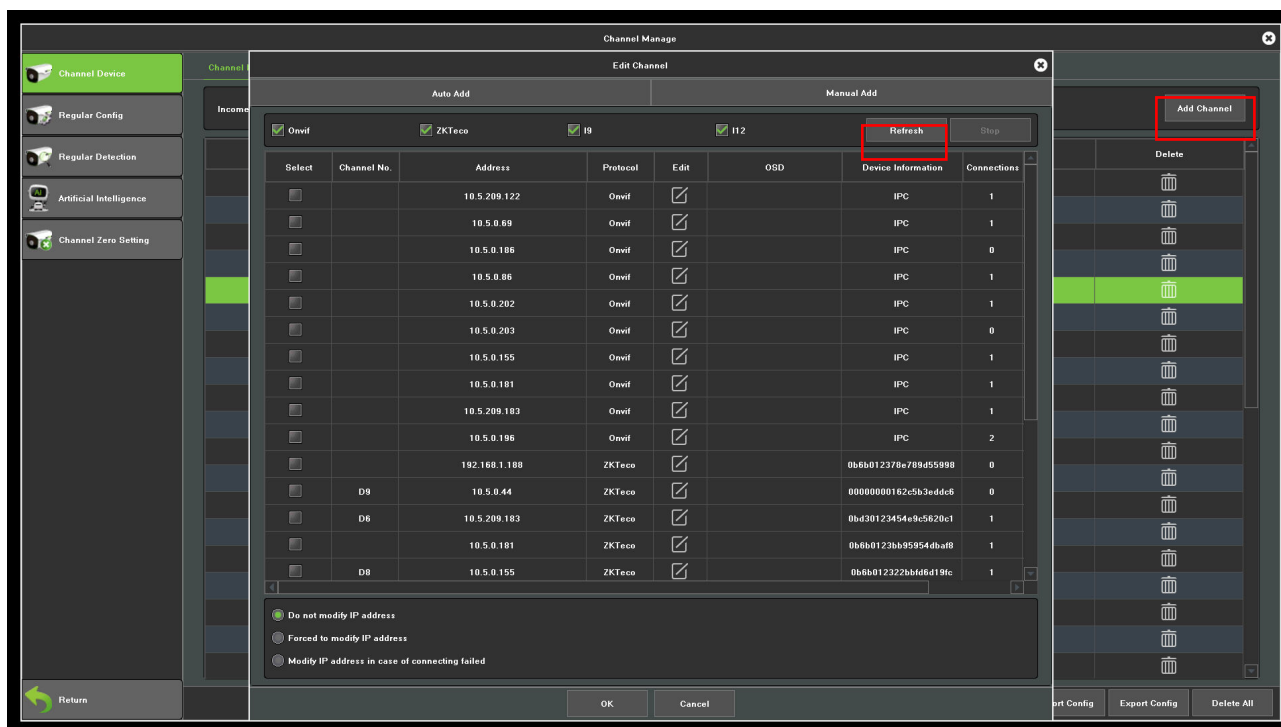 Channel Manage
Channel Device
Regular Config
Regular Detection
Artificial Intelligence
Channel Zero Setting
Return
Channel
Income
Add Channel
Delete
Edit Channel
Auto Add Manual Add
Onvif ZKTeco I9 I12 Refresh Stop
Select Channel No. Address Protocol Edit OSD Device Information Connections
10.5.209.122 Onvif IPC 1
10.5.0.69 Onvif IPC 1
10.5.0.186 Onvif IPC 0
10.5.0.86 Onvif IPC 1
10.5.0.202 Onvif IPC 1
10.5.0.203 Onvif IPC 0
10.5.0.155 Onvif IPC 1
10.5.0.181 Onvif IPC 1
10.5.209.183 Onvif IPC 1
10.5.0.196 Onvif IPC 2
192.168.1.188 ZKTeco 0b6b012378e789d55998 0
D9 10.5.0.44 ZKTeco 00000000162c5b3eddc6 0
D6 10.5.209.183 ZKTeco 0bd30123454e9c5620c1 1
10.5.0.181 ZKTeco 0b6b0123bb95954dbaf8 1
D8 10.5.0.155 ZKTeco 0b6b012322bbfd6d19fc 1
Do not modify IP address
Forced to modify IP address
Modify IP address in case of connecting failed
OK Cancel
ort Config Export Config Delete All